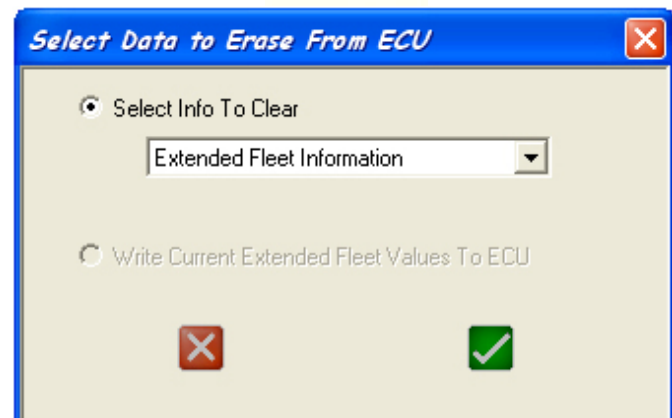 Select Data to Erase From ECU
Select Info To Clear
Extended Fleet Information
Write Current Extended Fleet Values To ECU